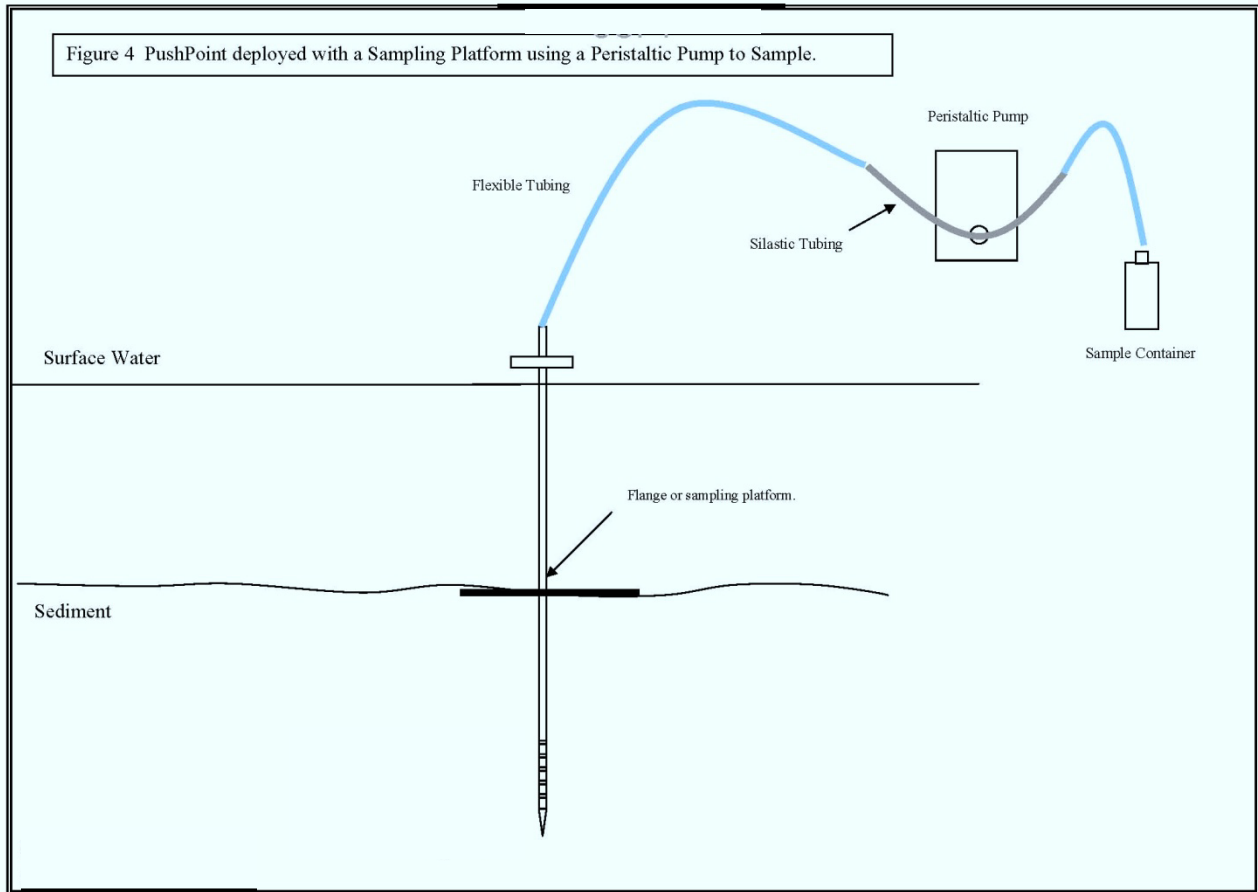 Figure 4 PushPoint deployed with a Sampling Platform using a Peristaltic Pump to Sample.
Peristaltic Pump
Flexible Tubing
Silastic Tubing
Surface Water
Sample Container
Flange or sampling platform.
Sediment